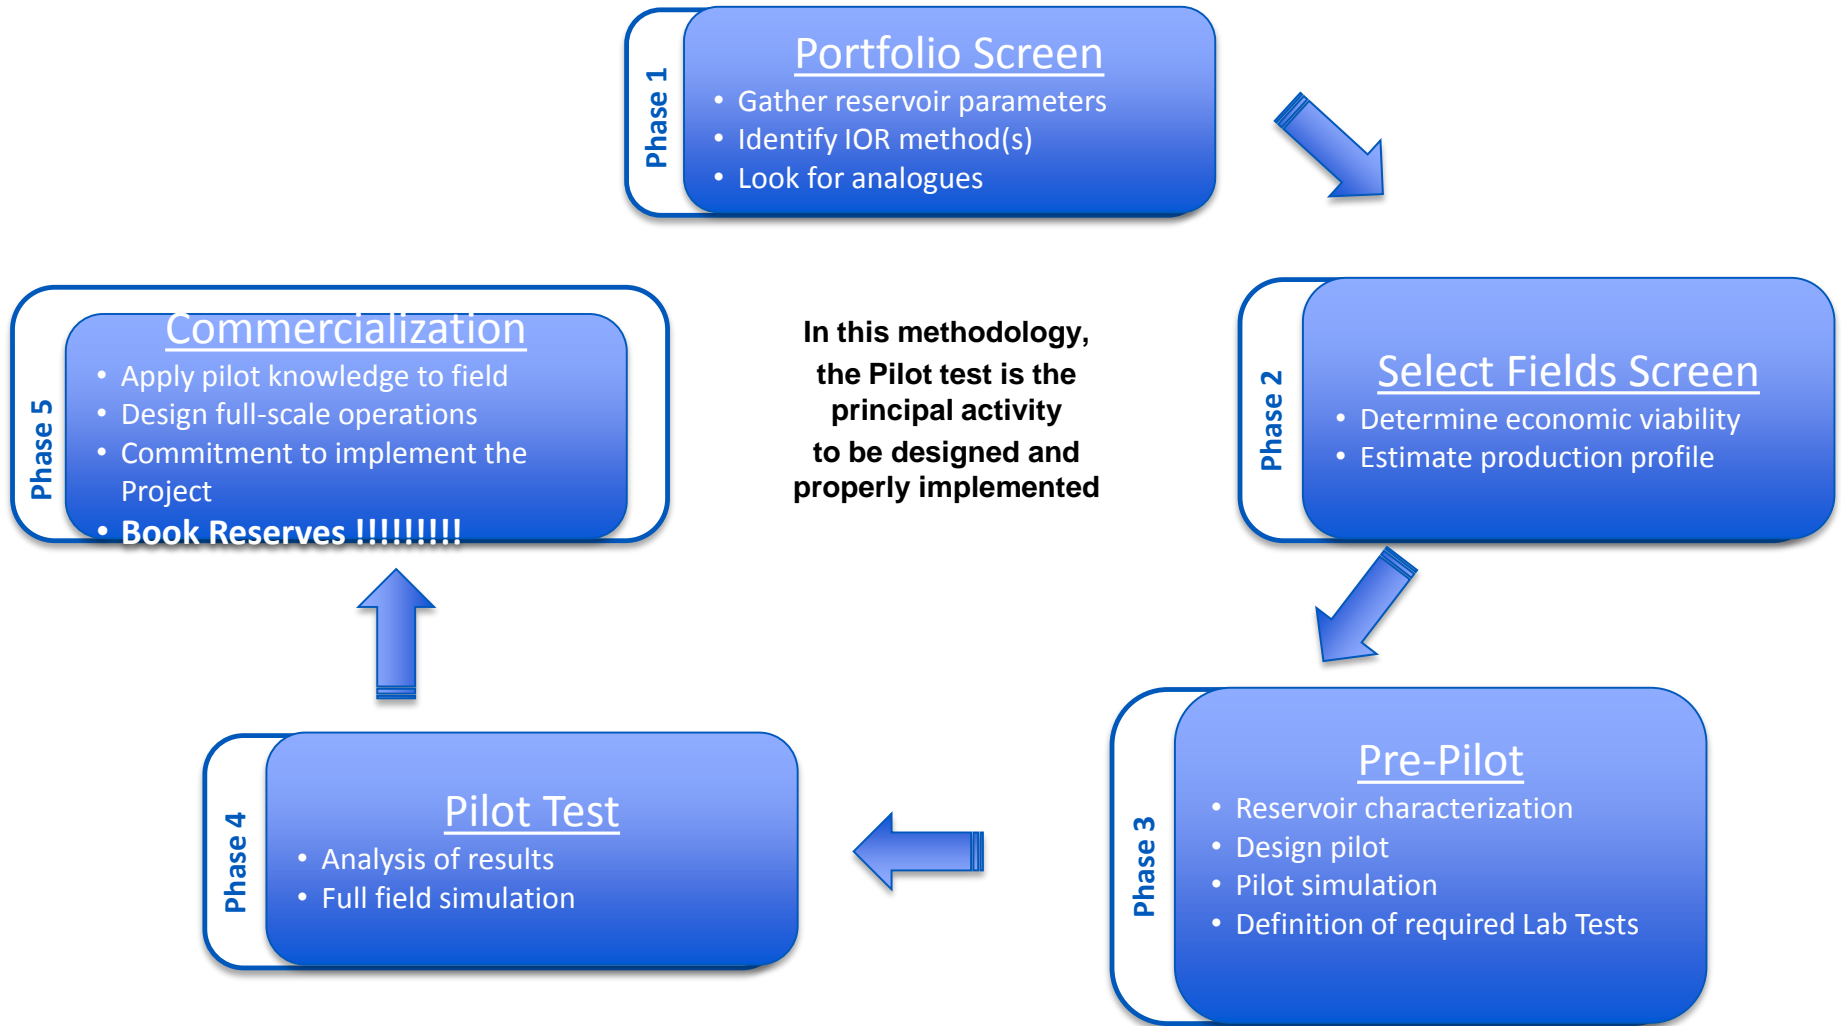 Phase 1
Portfolio Screen
• Gather reservoir parameters
• Identify IOR method(s)
• Look for analogues
Phase 2
Select Fields Screen
• Determine economic viability
• Estimate production profile
Phase 3
Pre-Pilot
• Reservoir characterization
• Design pilot
• Pilot simulation
• Definition of required Lab Tests
Phase 4
Pilot Test
• Analysis of results
• Full field simulation
Phase 5
Commercialization
• Apply pilot knowledge to field
• Design full-scale operations
• Commitment to implement the
Project
• Book Reserves !!!!!!!!!
In this methodology,
the Pilot test is the
principal activity
to be designed and
properly implemented